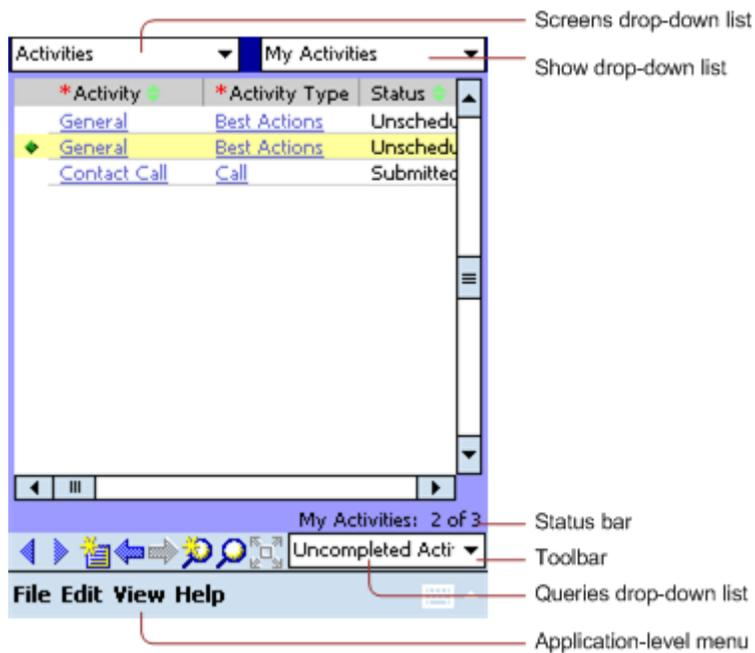 Screens drop-down list
Activities My Activities
Show drop-down list
*Activity *Activity Type Status
General Best Actions Unschedu
General Best Actions Unschedu
Contact Call Call Submitted
My Activities: 2 of 3
Status bar
Uncompleted Acti
Toolbar
File Edit View Help
Queries drop-down list
Application-level menu